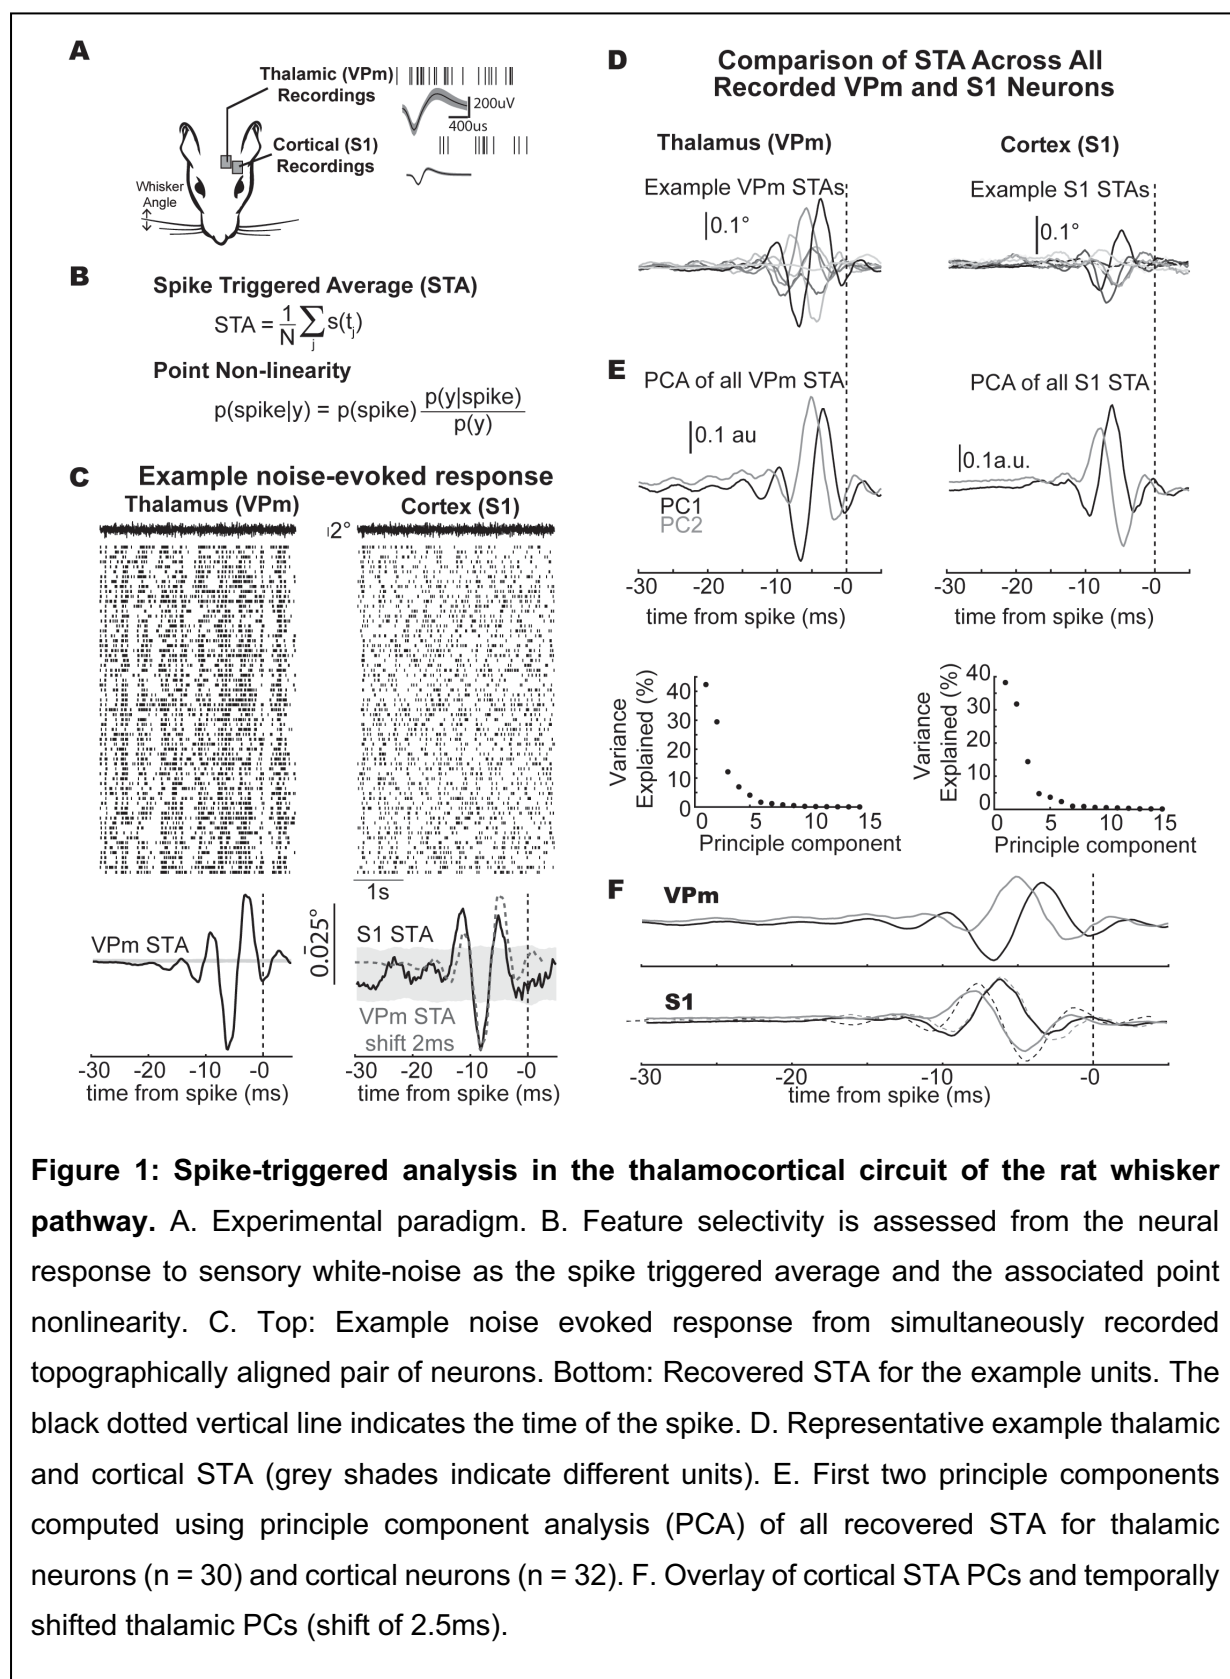 A
Thalamic (VPm)
Recordings
200uV
400us
Cortical (S1)
Recordings
Whisker
Angle
B
Spike Triggered Average (STA)
STA = 1/N ∑j s(tj)
Point Non-linearity
p(spike|y) = p(spike) p(y|spike)/p(y)
C Example noise-evoked response
Thalamus (VPm)
Cortex (S1)
2°
1s
VPm STA
0.025°
S1 STA
VPm STA
shift 2ms
-30 -20 -10 -0
time from spike (ms)
-30 -20 -10 -0
time from spike (ms)
D Comparison of STA Across All
Recorded VPm and S1 Neurons
Thalamus (VPm)
Cortex (S1)
Example VPm STAs
0.1°
Example S1 STAs
0.1°
E
PCA of all VPm STA
0.1 au
PC1
PC2
PCA of all S1 STA
0.1a.u.
-30 -20 -10 -0
time from spike (ms)
-30 -20 -10 -0
time from spike (ms)
Variance
Explained (%)
40
30
20
10
0
0 5 10 15
Principle component
Variance
Explained (%)
40
30
20
10
0
0 5 10 15
Principle component
F
VPm
S1
-30 -20 -10 -0
time from spike (ms)
Figure 1: Spike-triggered analysis in the thalamocortical circuit of the rat whisker
pathway. A. Experimental paradigm. B. Feature selectivity is assessed from the neural
response to sensory white-noise as the spike triggered average and the associated point
nonlinearity. C. Top: Example noise evoked response from simultaneously recorded
topographically aligned pair of neurons. Bottom: Recovered STA for the example units. The
black dotted vertical line indicates the time of the spike. D. Representative example thalamic
and cortical STA (grey shades indicate different units). E. First two principle components
computed using principle component analysis (PCA) of all recovered STA for thalamic
neurons (n = 30) and cortical neurons (n = 32). F. Overlay of cortical STA PCs and temporally
shifted thalamic PCs (shift of 2.5ms).